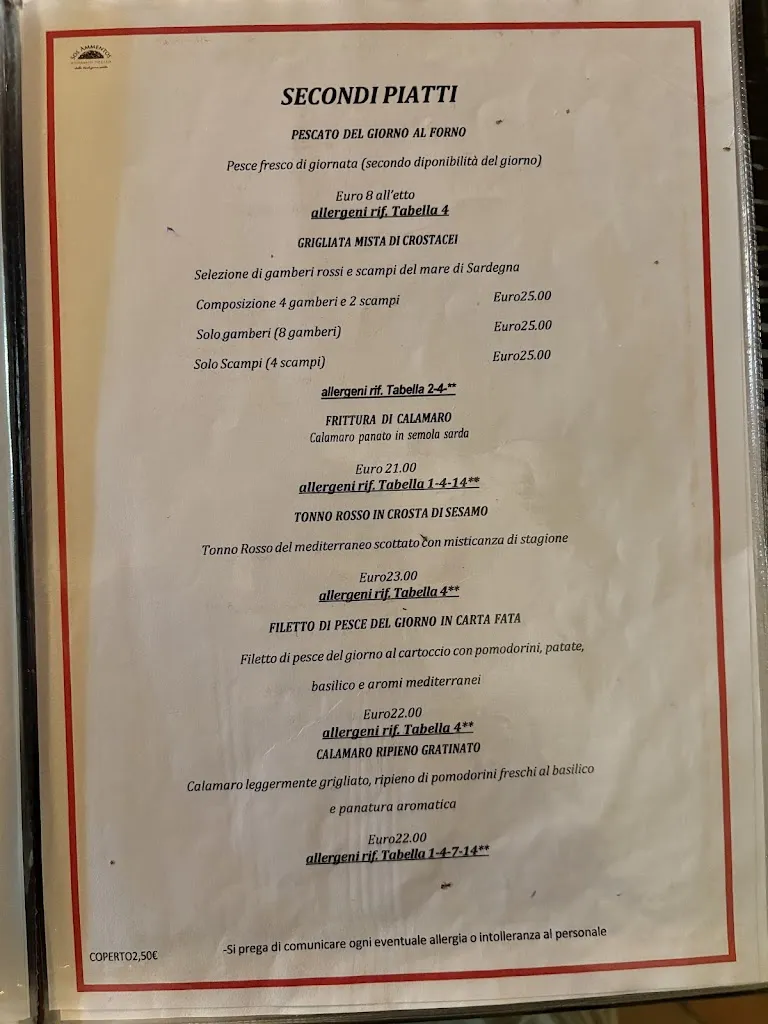 SOS AMMENTOS
SECONDI PIATTI
PESCATO DEL GIORNO AL FORNO
Pesce fresco di giornata (secondo diponibilità del giorno)
Euro 8 all'etto
allergeni rif. Tabella 4
GRIGLIATA MISTA DI CROSTACEI
Selezione di gamberi rossi e scampi del mare di Sardegna
Composizione 4 gamberi e 2 scampi Euro25.00
Solo gamberi (8 gamberi) Euro25.00
Solo Scampi (4 scampi) Euro25.00
allergeni rif. Tabella 2-4-**
FRITTURA DI CALAMARO
Calamaro panato in semola sarda
Euro 21.00
allergeni rif. Tabella 1-4-14**
TONNO ROSSO IN CROSTA DI SESAMO
Tonno Rosso del mediterraneo scottato con misticanza di stagione
Euro23.00
allergeni rif. Tabella 4**
FILETTO DI PESCE DEL GIORNO IN CARTA FATA
Filetto di pesce del giorno al cartoccio con pomodorini, patate,
basilico e aromi mediterranei
Euro22.00
allergeni rif. Tabella 4**
CALAMARO RIPIENO GRATINATO
Calamaro leggermente grigliato, ripieno di pomodorini freschi al basilico
e panatura aromatica
Euro22.00
allergeni rif. Tabella 1-4-7-14**
COPERTO2,50€ -Si prega di comunicare ogni eventuale allergia o intolleranza al personale